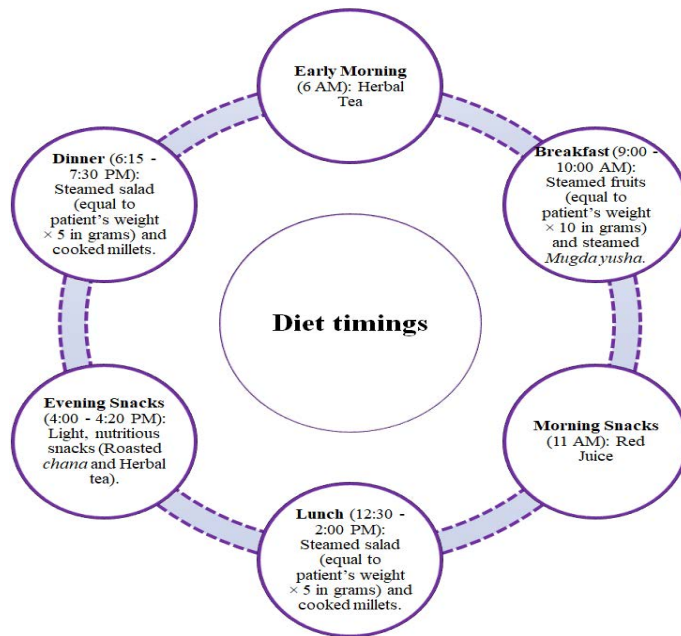 Early Morning
(6 AM): Herbal
Tea
Breakfast (9:00 -
10:00 AM):
Steamed fruits
(equal to
patient's weight
× 10 in grams)
and steamed
Mugda yusha.
Morning Snacks
(11 AM): Red
Juice
Lunch (12:30 -
2:00 PM):
Steamed salad
(equal to
patient's weight
× 5 in grams) and
cooked millets.
Evening Snacks
(4:00 - 4:20 PM):
Light, nutritious
snacks (Roasted
chana and Herbal
tea).
Dinner (6:15 -
7:30 PM):
Steamed salad
(equal to
patient's weight
× 5 in grams) and
cooked millets.
Diet timings